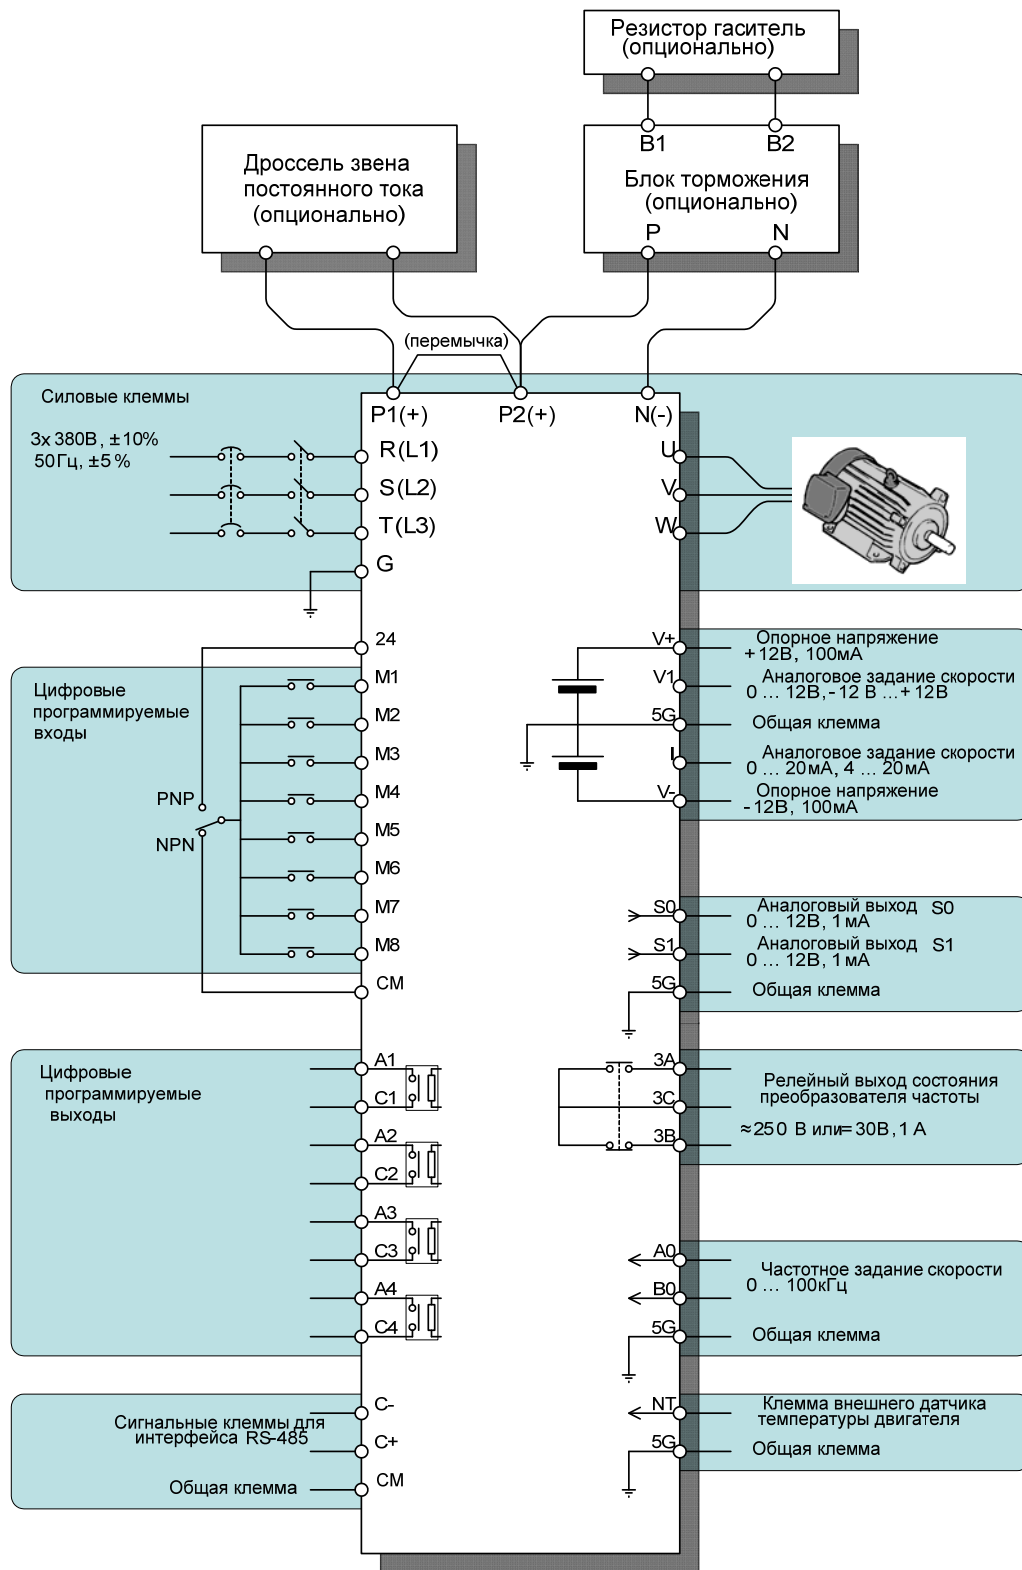 Резистор гаситель
(опционально)
B1
B2
Блок торможения
(опционально)
P
N
Дроссель звена
постоянного тока
(опционально)
(перемычка)
Силовые клеммы
3x 380В, ±10%
50Гц, ±5%
P1(+)
P2(+)
N(-)
R(L1)
S(L2)
T(L3)
G
U
V
W
24
Цифровые
программируемые
входы
M1
M2
M3
M4
M5
M6
M7
M8
CM
PNP
NPN
V+
Опорное напряжение
+12В, 100мА
V1
Аналоговое задание скорости
0 ... 12В,-12 В ...+12В
5G
Общая клемма
I
Аналоговое задание скорости
0 ... 20мА, 4 ... 20мА
V-
Опорное напряжение
-12В, 100мА
S0
Аналоговый выход S0
0 ... 12В, 1мА
S1
Аналоговый выход S1
0 ... 12В, 1мА
5G
Общая клемма
Цифровые
программируемые
выходы
A1
C1
A2
C2
A3
C3
A4
C4
3A
3C
3B
Релейный выход состояния
преобразователя частоты
≈250 В или=30В, 1 А
A0
B0
Частотное задание скорости
0 ... 100кГц
5G
Общая клемма
Сигнальные клеммы для
интерфейса RS-485
C-
C+
Общая клемма
CM
NT
Клемма внешнего датчика
температуры двигателя
5G
Общая клемма